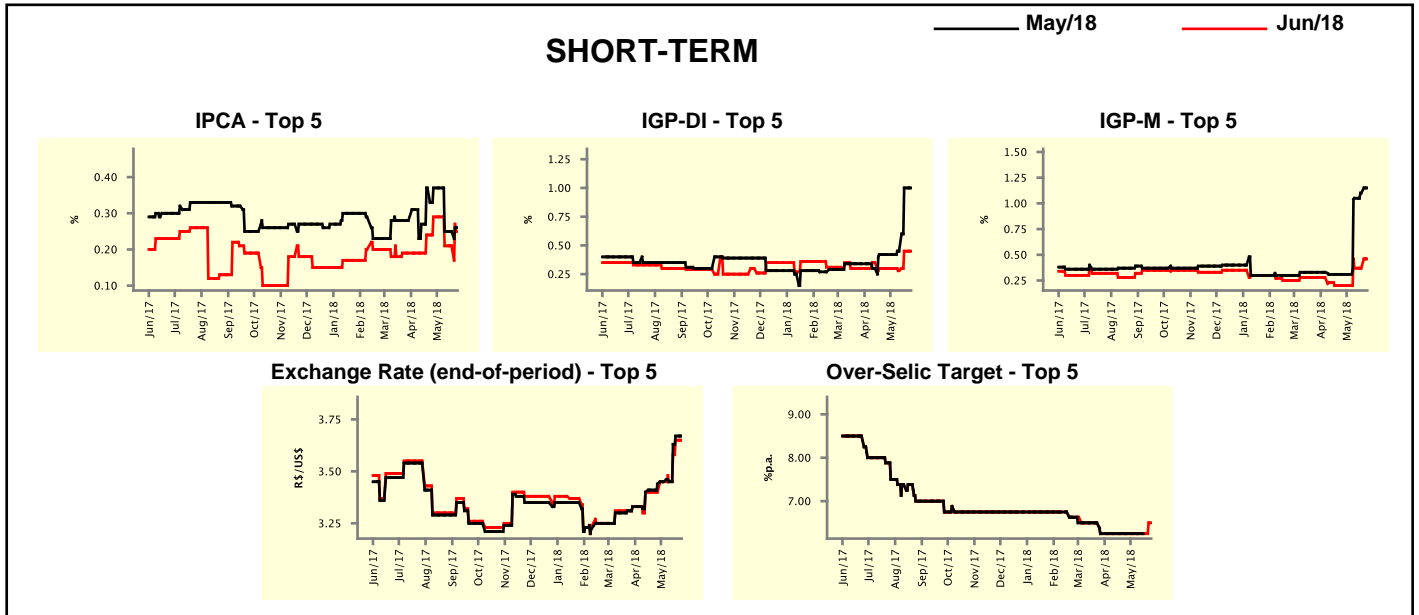 May/18
Jun/18
SHORT-TERM
IPCA - Top 5
%
0.40
0.30
0.20
0.10
Jun/17
Jul/17
Aug/17
Sep/17
Oct/17
Nov/17
Dec/17
Jan/18
Feb/18
Mar/18
Apr/18
May/18
IGP-DI - Top 5
%
1.25
1.00
0.75
0.50
0.25
Jun/17
Jul/17
Aug/17
Sep/17
Oct/17
Nov/17
Dec/17
Jan/18
Feb/18
Mar/18
Apr/18
May/18
IGP-M - Top 5
%
1.50
1.25
1.00
0.75
0.50
0.25
Jun/17
Jul/17
Aug/17
Sep/17
Oct/17
Nov/17
Dec/17
Jan/18
Feb/18
Mar/18
Apr/18
May/18
Exchange Rate (end-of-period) - Top 5
R$/US$
3.75
3.50
3.25
Jun/17
Jul/17
Aug/17
Sep/17
Oct/17
Nov/17
Dec/17
Jan/18
Feb/18
Mar/18
Apr/18
May/18
Over-Selic Target - Top 5
%p.a.
9.00
8.00
7.00
Jun/17
Jul/17
Aug/17
Sep/17
Oct/17
Nov/17
Dec/17
Jan/18
Feb/18
Mar/18
Apr/18
May/18